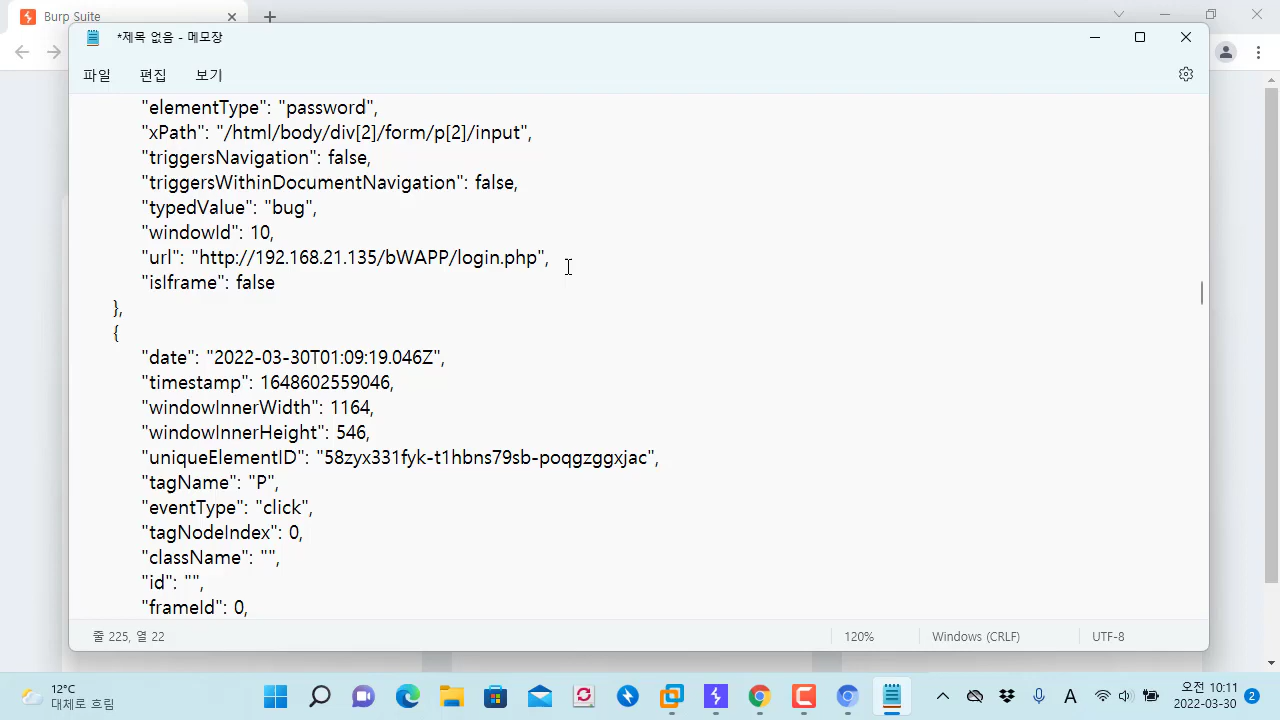 Burp Suite
*제목 없음 - 메모장
파일 편집 보기
"elementType": "password",
"xPath": "/html/body/div[2]/form/p[2]/input",
"triggersNavigation": false,
"triggersWithinDocumentNavigation": false,
"typedValue": "bug",
"windowId": 10,
"url": "http://192.168.21.135/bWAPP/login.php",
"isIframe": false
},
{
"date": "2022-03-30T01:09:19.046Z",
"timestamp": 1648602559046,
"windowInnerWidth": 1164,
"windowInnerHeight": 546,
"uniqueElementID": "58zyx331fyk-t1hbns79sb-poqgzggxjac",
"tagName": "P",
"eventType": "click",
"tagNodeIndex": 0,
"className": "",
"id": "",
"frameId": 0,
줄 225, 열 22 120% Windows (CRLF) UTF-8
12°C
대체로 흐림
A
오전 10:11
2022-03-30
2